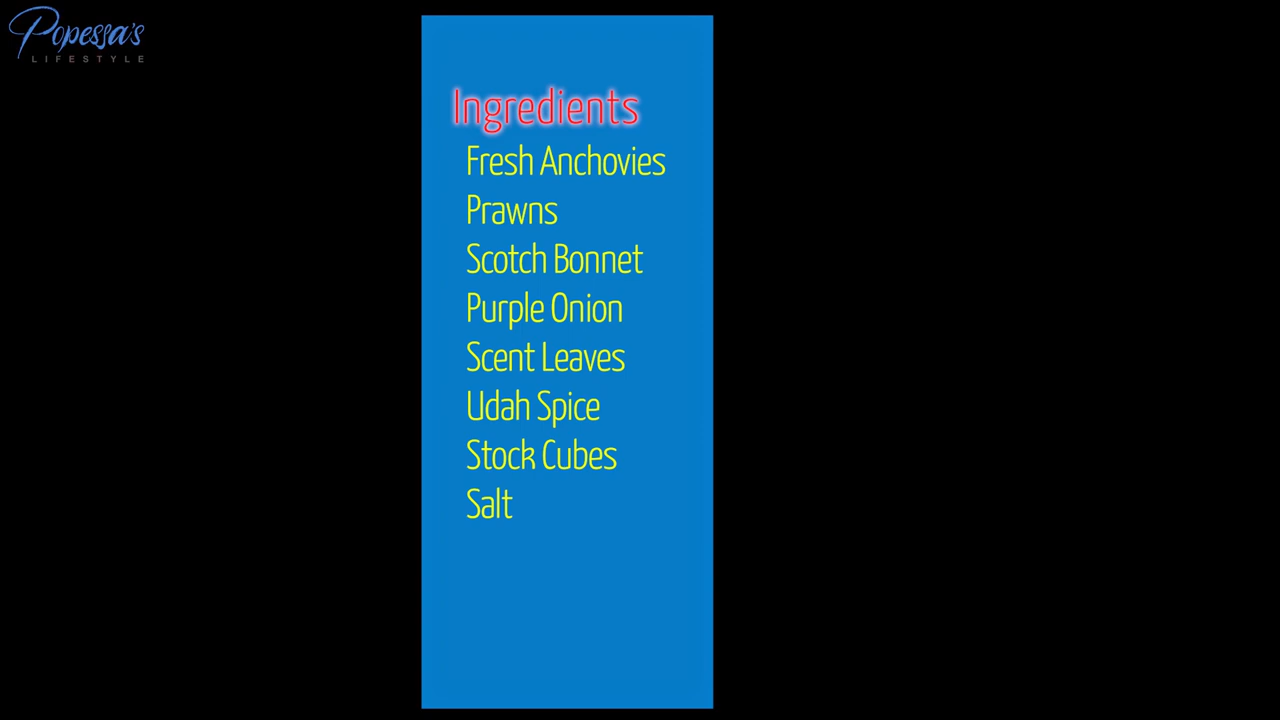 Popessa's
LIFESTYLE
Ingredients
Fresh Anchovies
Prawns
Scotch Bonnet
Purple Onion
Scent Leaves
Udah Spice
Stock Cubes
Salt